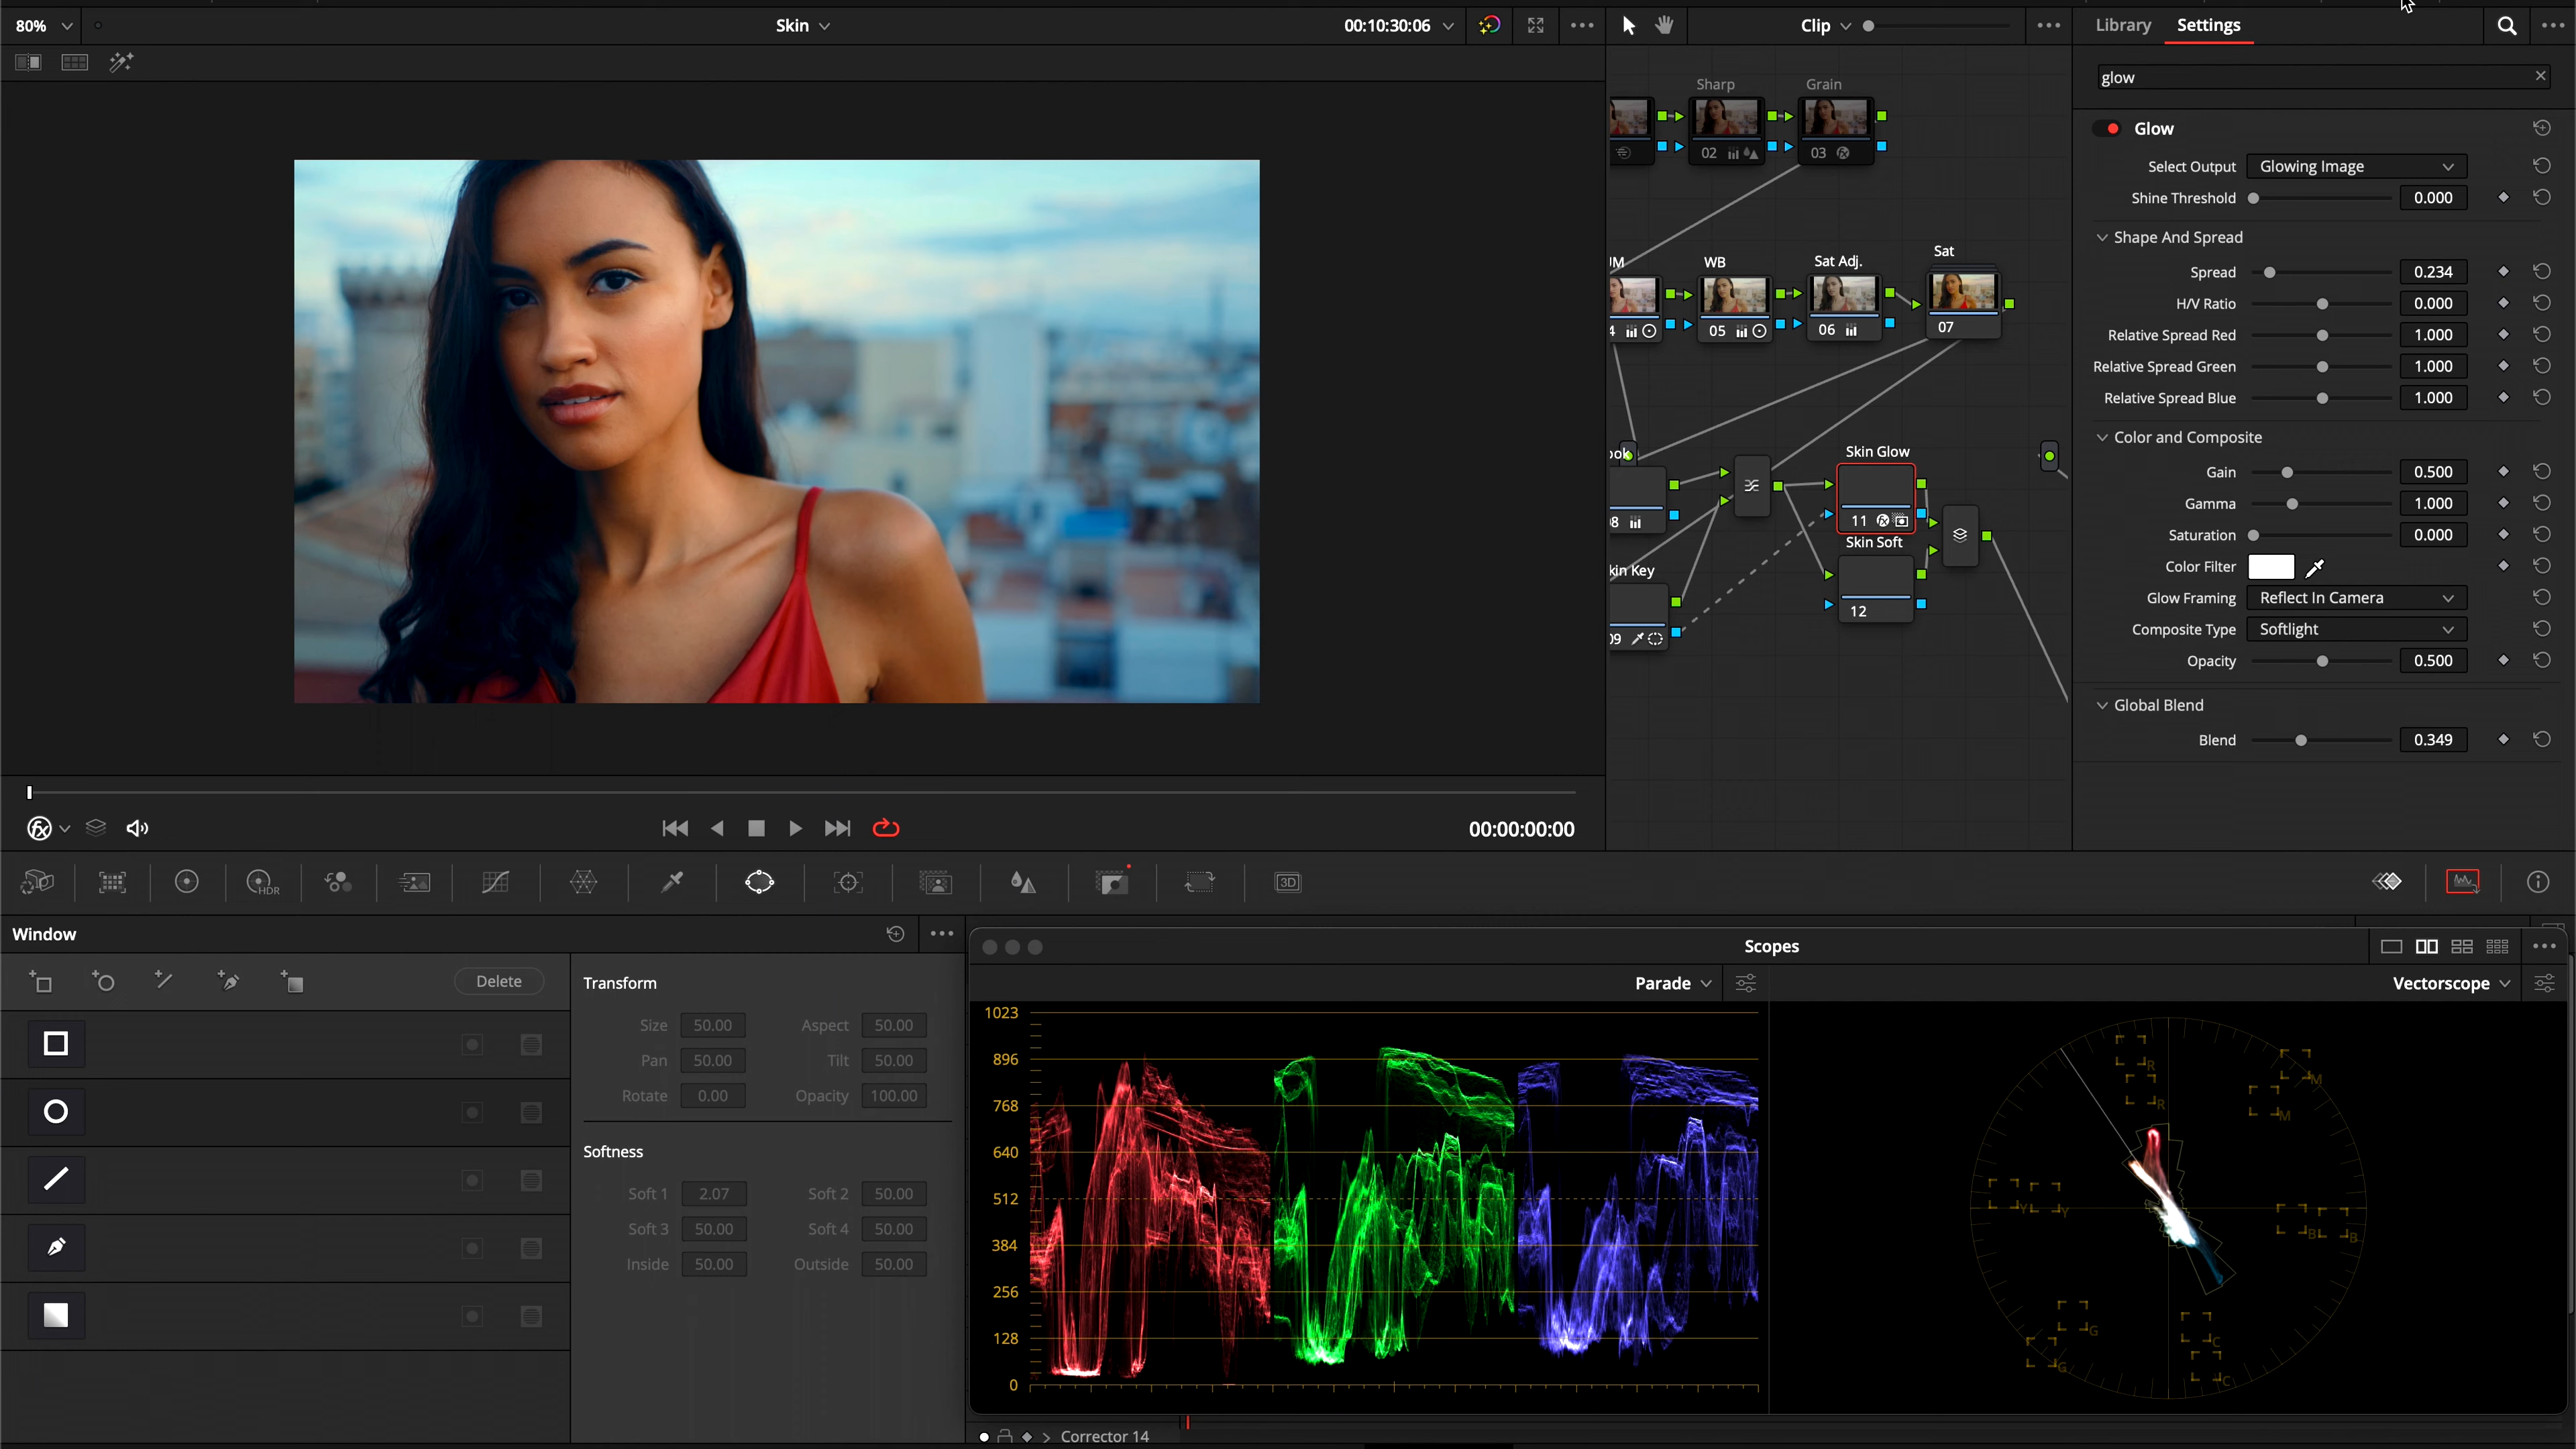 80%
Skin
00:10:30:06
Clip
Library
Settings
glow
Sharp
Grain
02
03
Glow
Select Output
Glowing Image
Shine Threshold
0.000
Shape And Spread
Spread
0.234
H/V Ratio
0.000
Relative Spread Red
1.000
Relative Spread Green
1.000
Relative Spread Blue
1.000
WB
Sat Adj.
Sat
05
06
07
Color and Composite
Gain
0.500
Gamma
1.000
Saturation
0.000
Color Filter
Glow Framing
Reflect In Camera
Composite Type
Softlight
Opacity
0.500
Skin Glow
11
Skin Soft
12
kin Key
09
Global Blend
Blend
0.349
00:00:00:00
HDR
3D
Window
Delete
Transform
Size 50.00 Aspect 50.00
Pan 50.00 Tilt 50.00
Rotate 0.00 Opacity 100.00
Softness
Soft 1 2.07 Soft 2 50.00
Soft 3 50.00 Soft 4 50.00
Inside 50.00 Outside 50.00
Scopes
Parade
Vectorscope
1023
896
768
640
512
384
256
128
0
R
R
M
M
Y
Y
B
B
G
G
C
C
Corrector 14